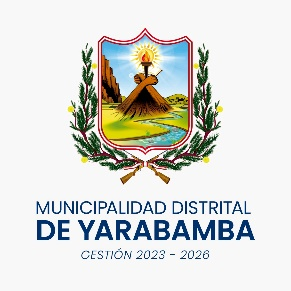 MUNICIPALIDAD DISTRITAL
DE YARABAMBA
GESTIÓN 2023 - 2026